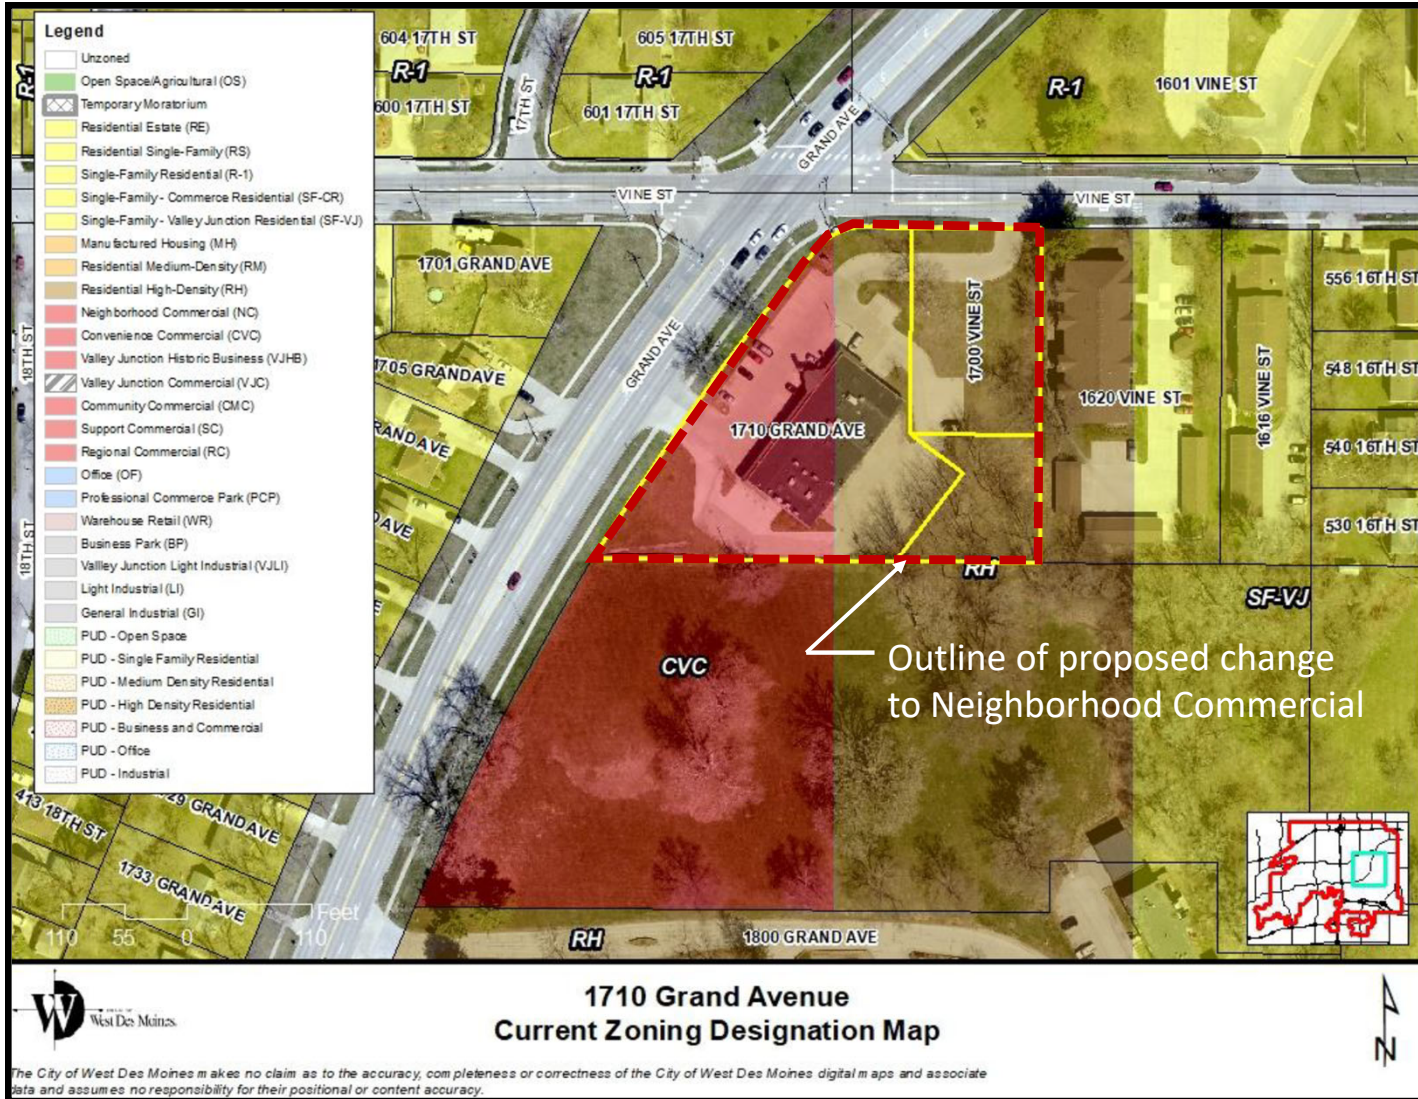 Legend
Unzoned
Open Space/Agricultural (OS)
Temporary Moratorium
Residential Estate (RE)
Residential Single-Family (RS)
Single-Family Residential (R-1)
Single-Family - Commerce Residential (SF-CR)
Single-Family - Valley Junction Residential (SF-VJ)
Manufactured Housing (MH)
Residential Medium-Density (RM)
Residential High-Density (RH)
Neighborhood Commercial (NC)
Convenience Commercial (CVC)
Valley Junction Historic Business (VJHB)
Valley Junction Commercial (VJC)
Community Commercial (CMC)
Support Commercial (SC)
Regional Commercial (RC)
Office (OF)
Professional Commerce Park (PCP)
Warehouse Retail (WR)
Business Park (BP)
Vallley Junction Light Industrial (VJLI)
Light Industrial (LI)
General Industrial (GI)
PUD - Open Space
PUD - Single Family Residential
PUD - Medium Density Residential
PUD - High Density Residential
PUD - Business and Commercial
PUD - Office
PUD - Industrial
R-1
604 17TH ST
R-1
600 17TH ST
17TH ST
605 17TH ST
R-1
601 17TH ST
GRAND AVE
R-1
1601 VINE ST
VINE ST
VINE ST
1701 GRAND AVE
18TH ST
1705 GRAND AVE
GRAND AVE
RAND AVE
D AVE
AVE
E
18TH ST
1710 GRAND AVE
1700 VINE ST
1620 VINE ST
1616 VINE ST
556 16TH ST
548 16TH ST
540 16TH ST
530 16TH ST
RH
SF-VJ
CVC
Outline of proposed change
to Neighborhood Commercial
413 18TH ST
29 GRAND AVE
1733 GRAND AVE
Feet
110 55 0 110
RH
1800 GRAND AVE
W
West Des Moines.
1710 Grand Avenue
Current Zoning Designation Map
N
The City of West Des Moines makes no claim as to the accuracy, completeness or correctness of the City of West Des Moines digital maps and associate
data and assumes no responsibility for their positional or content accuracy.